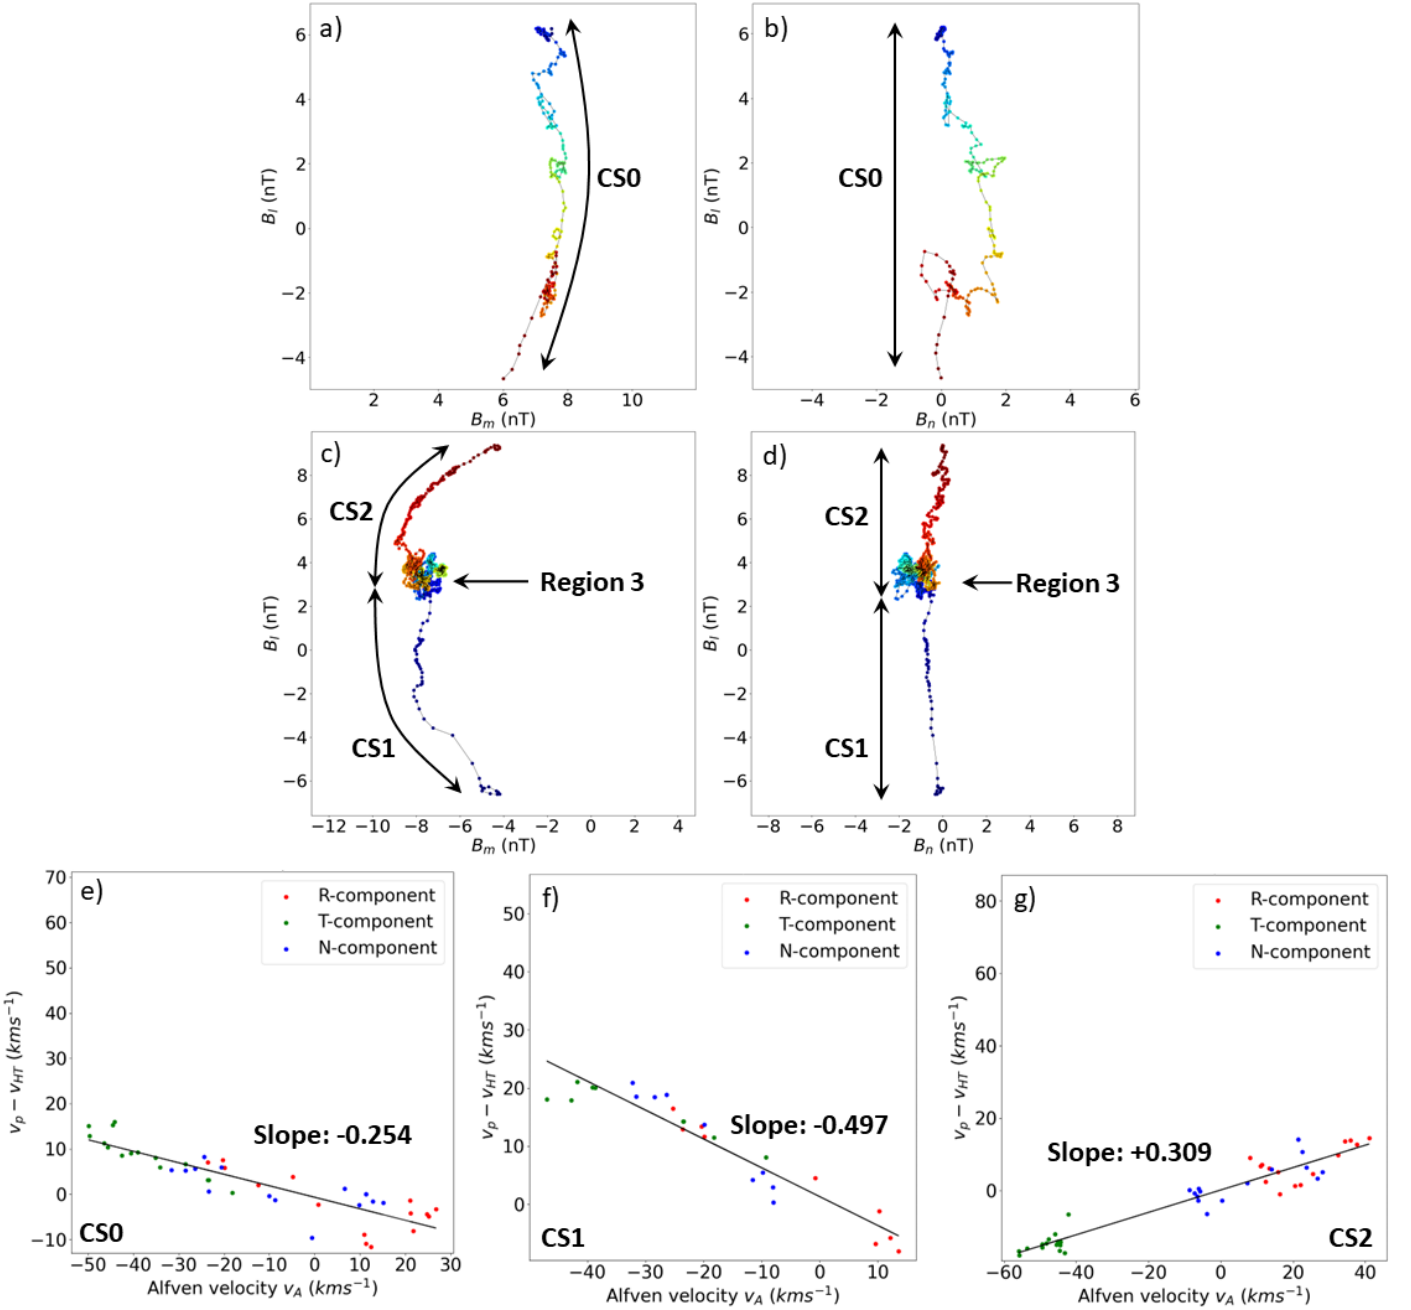 a)
6
4
2
0
−2
−4
B_l (nT)
CS0
2
4
6
8
10
B_m (nT)
b)
6
4
2
0
−2
−4
B_l (nT)
CS0
−4
−2
0
2
4
6
B_n (nT)
c)
8
6
4
2
0
−2
−4
−6
B_l (nT)
CS2
Region 3
CS1
−12
−10
−8
−6
−4
−2
0
2
4
B_m (nT)
d)
8
6
4
2
0
−2
−4
−6
B_l (nT)
CS2
Region 3
CS1
−8
−6
−4
−2
0
2
4
6
8
B_n (nT)
e)
70
60
50
40
30
20
10
0
−10
v_p − v_HT (kms⁻¹)
R-component
T-component
N-component
Slope: -0.254
CS0
−50
−40
−30
−20
−10
0
10
20
30
Alfven velocity v_A (kms⁻¹)
f)
50
40
30
20
10
0
v_p − v_HT (kms⁻¹)
R-component
T-component
N-component
Slope: -0.497
CS1
−40
−30
−20
−10
0
10
Alfven velocity v_A (kms⁻¹)
g)
80
60
40
20
0
v_p − v_HT (kms⁻¹)
R-component
T-component
N-component
Slope: +0.309
CS2
−60
−40
−20
0
20
40
Alfven velocity v_A (kms⁻¹)